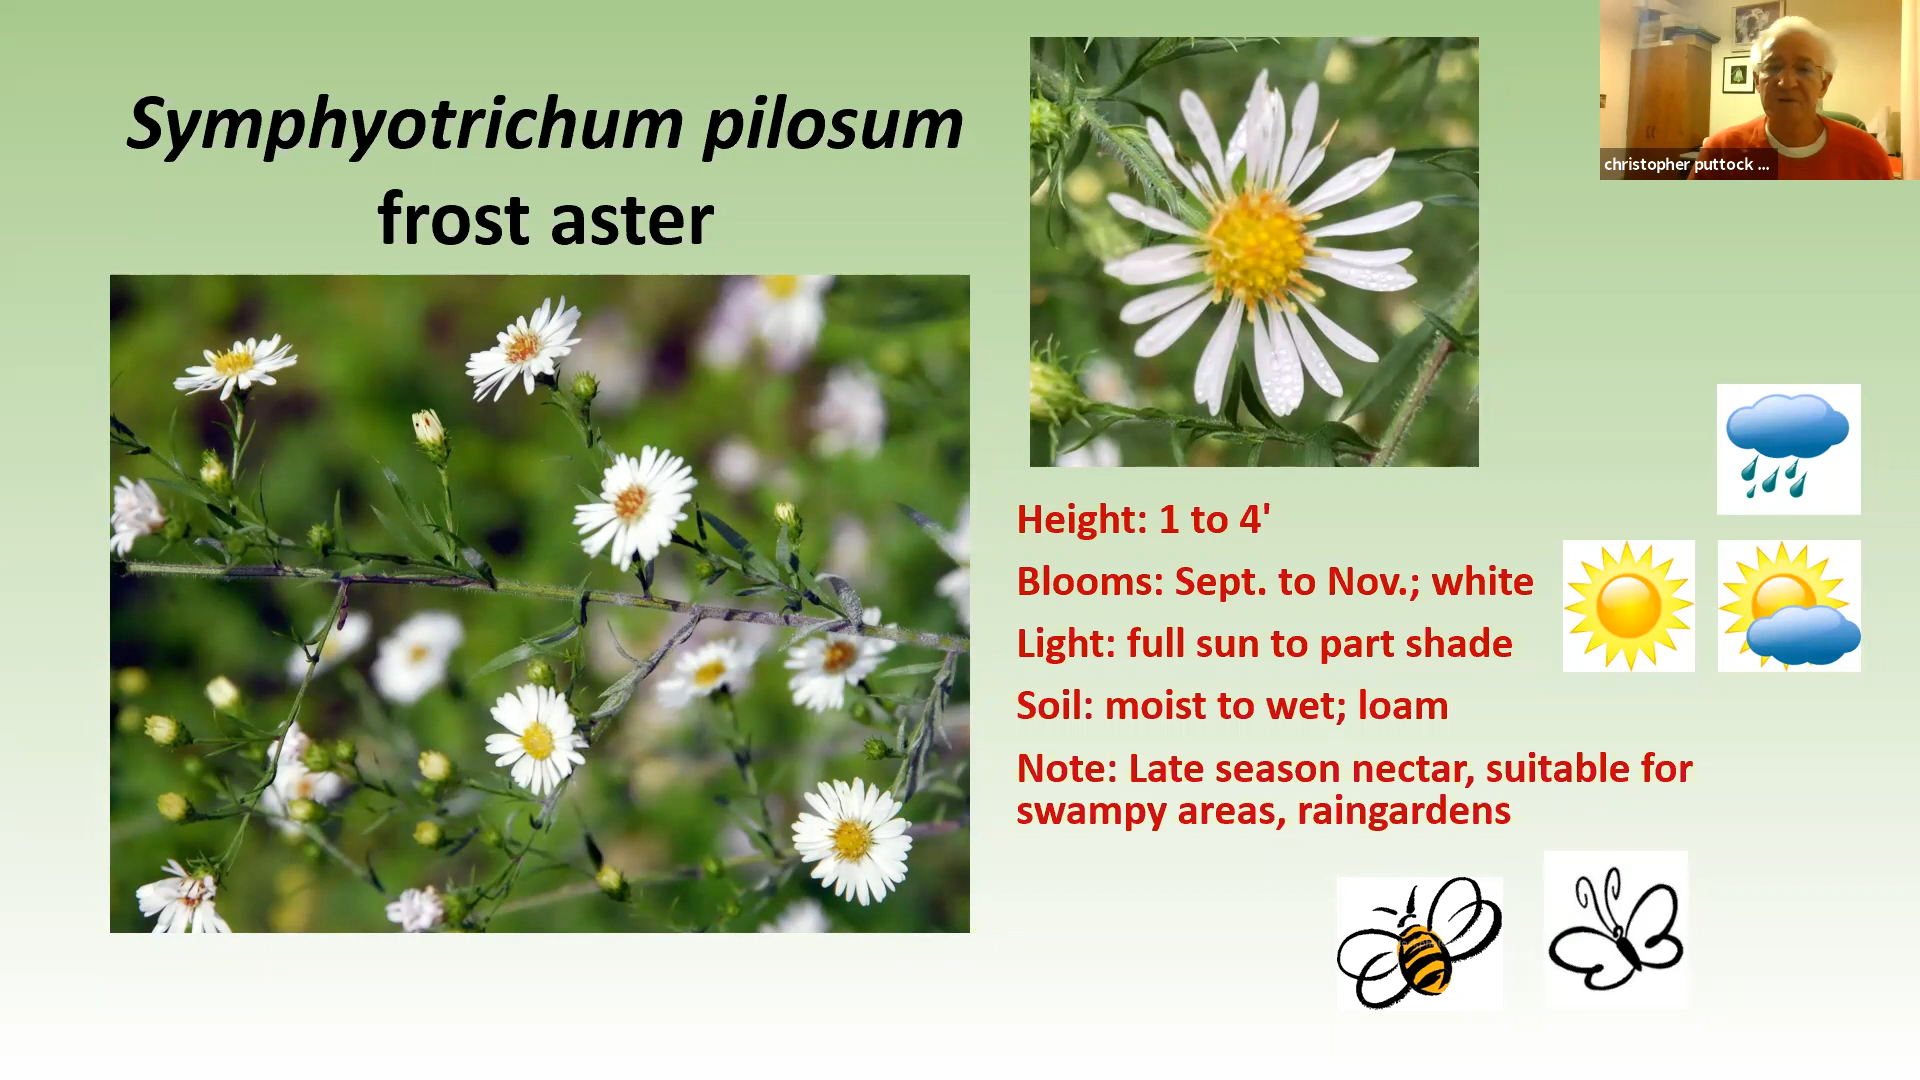 Symphyotrichum pilosum
frost aster
christopher puttock ...
Height: 1 to 4'
Blooms: Sept. to Nov.; white
Light: full sun to part shade
Soil: moist to wet; loam
Note: Late season nectar, suitable for
swampy areas, raingardens